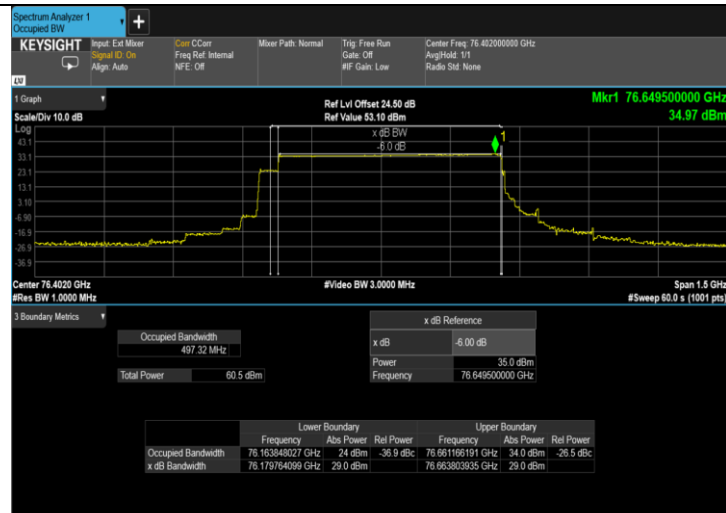 Spectrum Analyzer 1
Occupied BW
+
KEYSIGHT
LXI
Input: Ext Mixer
Signal ID: On
Align: Auto
Corr CCorr
Freq Ref: Internal
NFE: Off
Mixer Path: Normal
Trig: Free Run
Gate: Off
#IF Gain: Low
Center Freq: 76.402000000 GHz
Avg|Hold: 1/1
Radio Std: None
1 Graph
Scale/Div 10.0 dB
Ref Lvl Offset 24.50 dB
Ref Value 53.10 dBm
Mkr1 76.649500000 GHz
34.97 dBm
Log
43.1
33.1
23.1
13.1
3.10
-6.90
-16.9
-26.9
-36.9
x dB BW
-6.0 dB
1
Center 76.4020 GHz
#Video BW 3.0000 MHz
Span 1.5 GHz
#Res BW 1.0000 MHz
#Sweep 60.0 s (1001 pts)
3 Boundary Metrics
Occupied Bandwidth
497.32 MHz
Total Power 60.5 dBm
x dB Reference
x dB -6.00 dB
Power 35.0 dBm
Frequency 76.649500000 GHz
Lower Boundary Upper Boundary
Frequency Abs Power Rel Power Frequency Abs Power Rel Power
Occupied Bandwidth 76.163848027 GHz 24 dBm -36.9 dBc 76.661166191 GHz 34.0 dBm -26.5 dBc
x dB Bandwidth 76.179764099 GHz 29.0 dBm 76.663803935 GHz 29.0 dBm